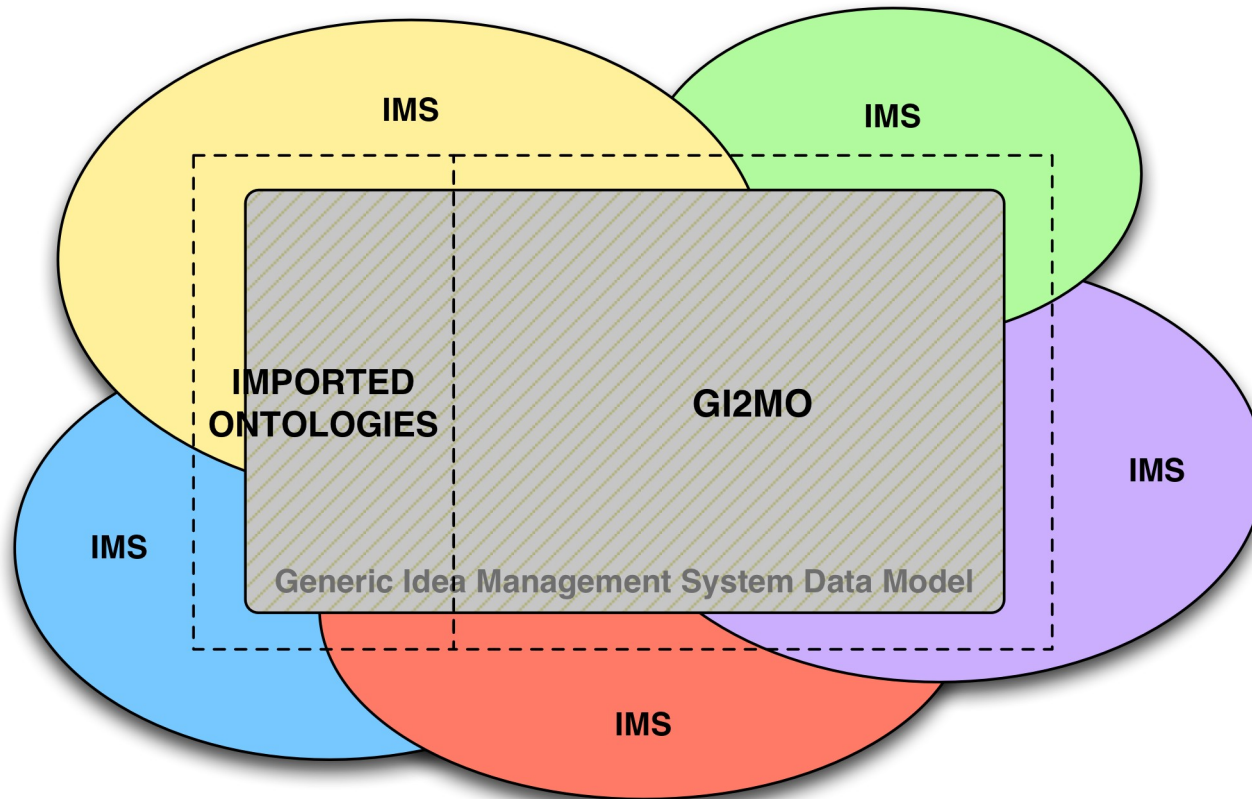 IMS
IMS
IMPORTED
ONTOLOGIES
GI2MO
IMS
IMS
Generic Idea Management System Data Model
IMS